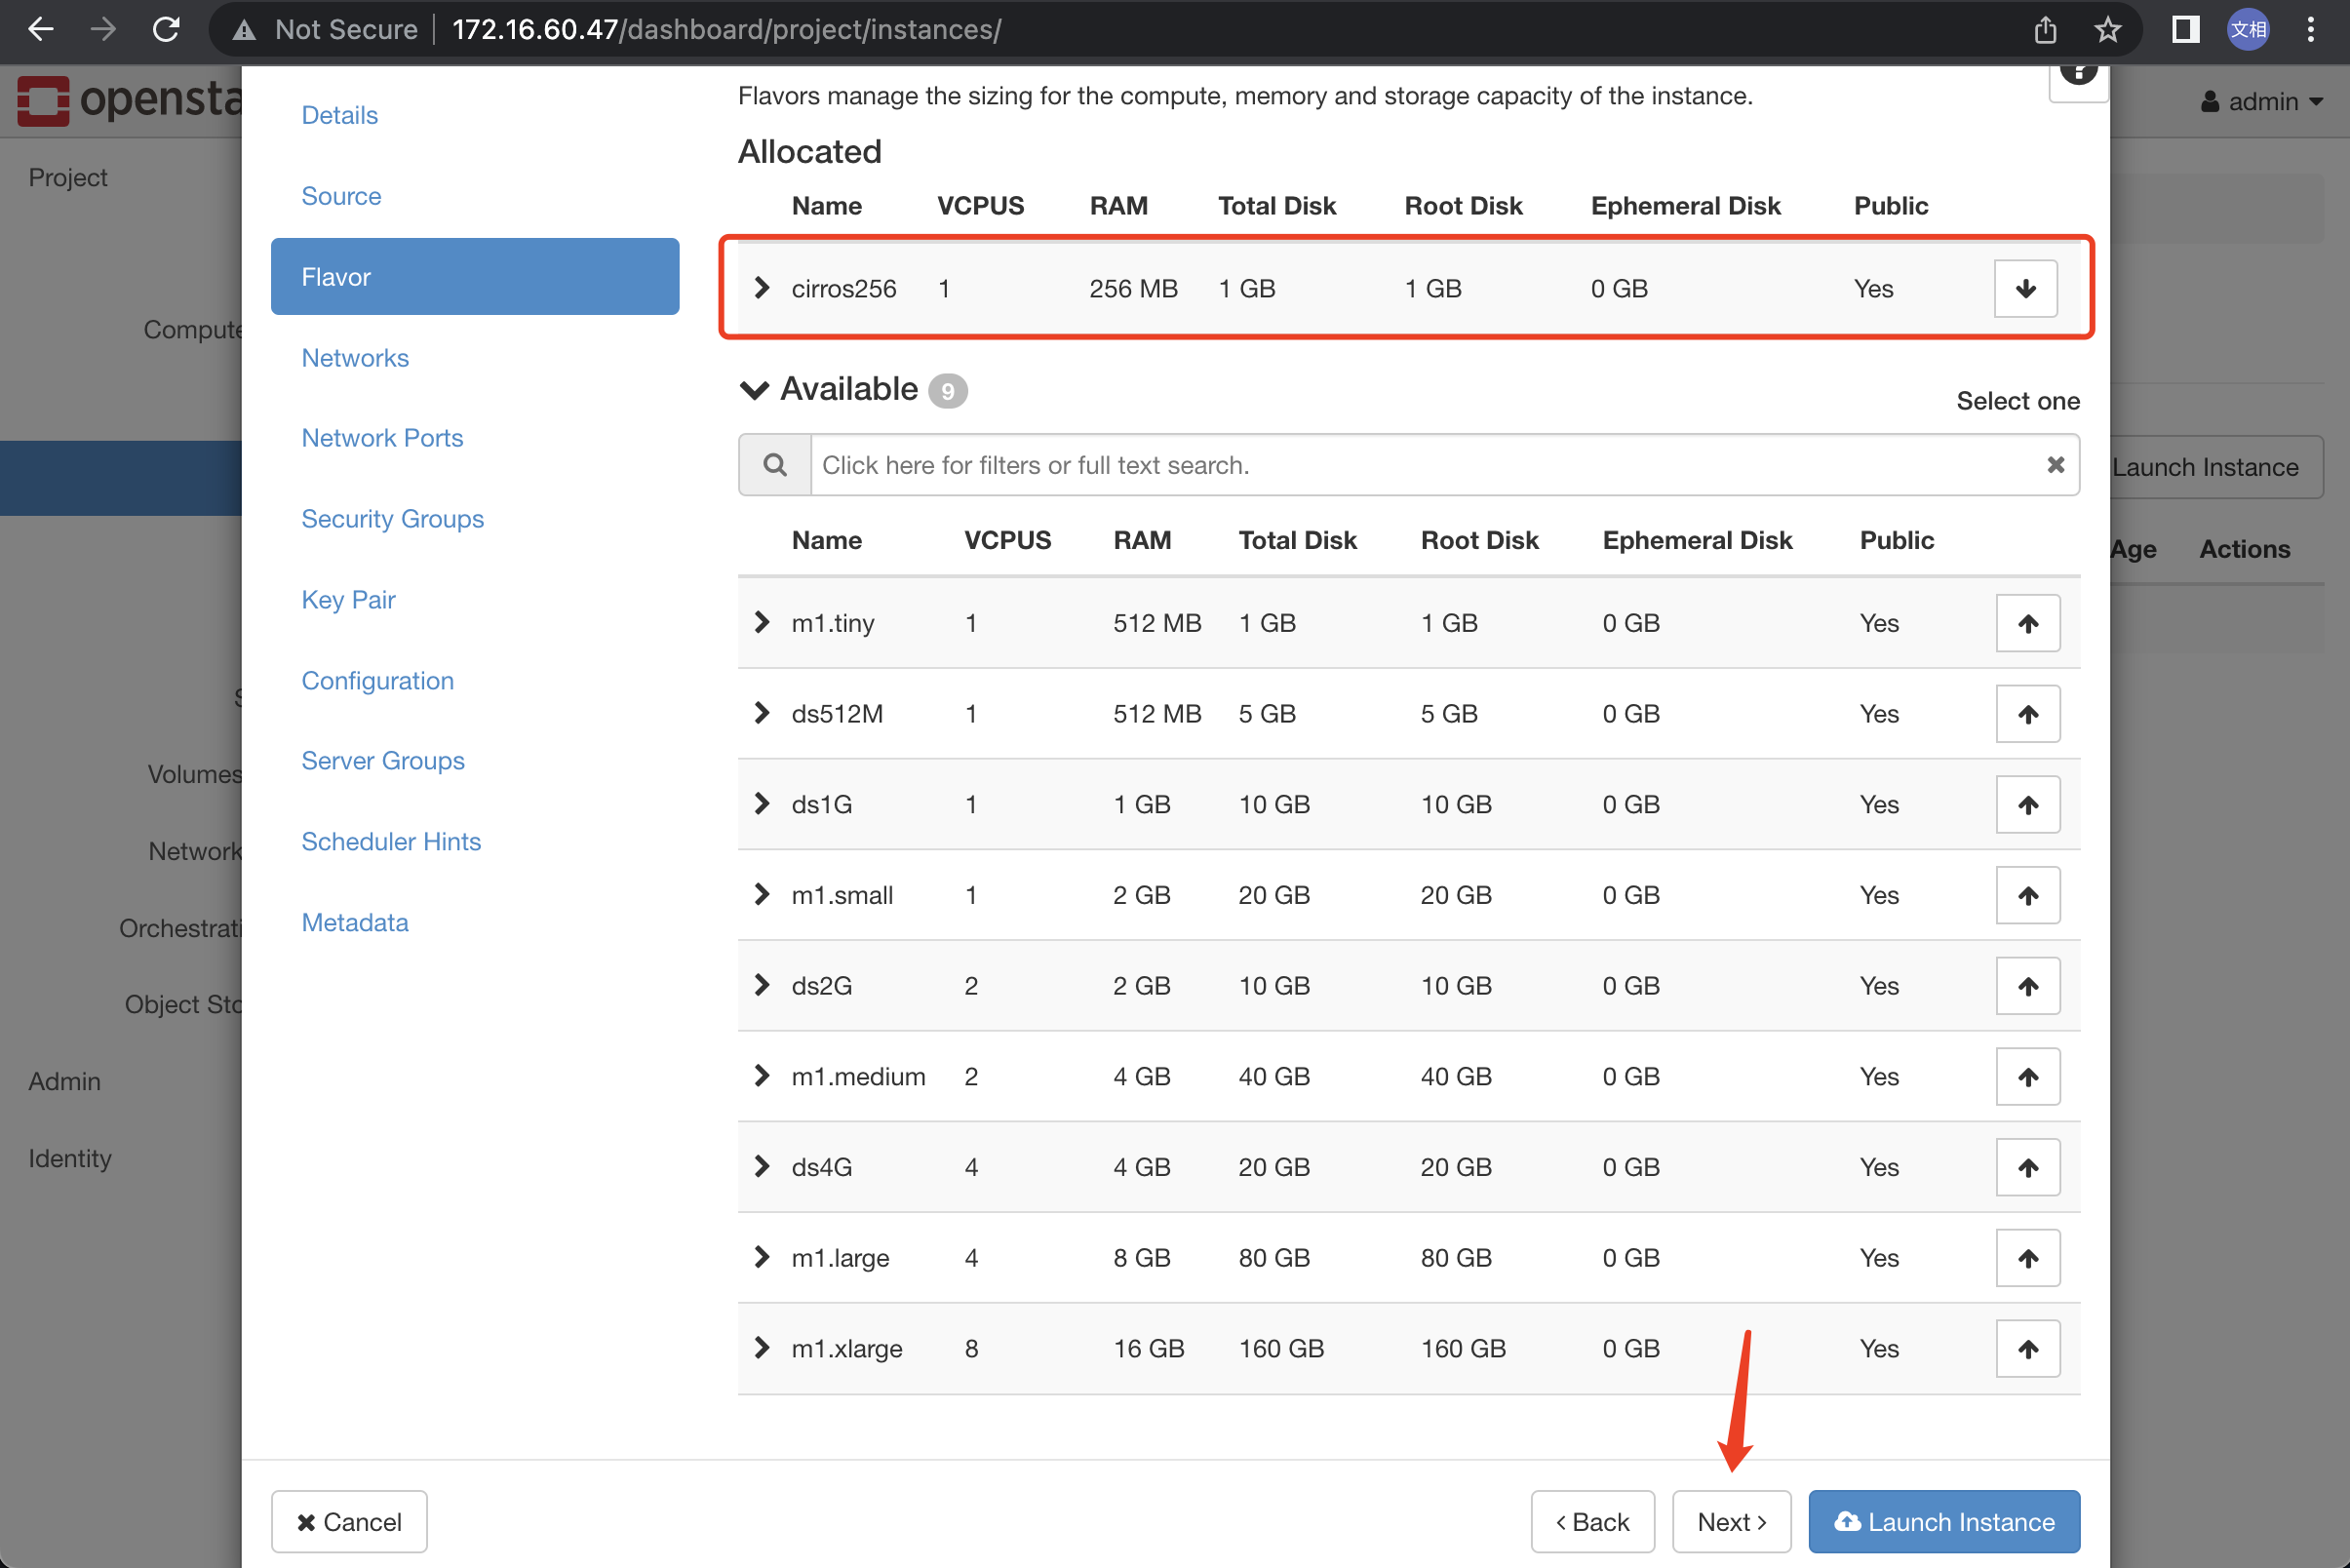 Not Secure 172.16.60.47/dashboard/project/instances/ 文相
opensta
admin
Project
Compute
Volumes
Network
Orchestrati
Object Sto
Admin
Identity
Details
Source
Flavor
Networks
Network Ports
Security Groups
Key Pair
Configuration
Server Groups
Scheduler Hints
Metadata
Flavors manage the sizing for the compute, memory and storage capacity of the instance.
?
Allocated
Name VCPUS RAM Total Disk Root Disk Ephemeral Disk Public
cirros256 1 256 MB 1 GB 1 GB 0 GB Yes
Available 9
Select one
Click here for filters or full text search.
Name VCPUS RAM Total Disk Root Disk Ephemeral Disk Public
m1.tiny 1 512 MB 1 GB 1 GB 0 GB Yes
ds512M 1 512 MB 5 GB 5 GB 0 GB Yes
ds1G 1 1 GB 10 GB 10 GB 0 GB Yes
m1.small 1 2 GB 20 GB 20 GB 0 GB Yes
ds2G 2 2 GB 10 GB 10 GB 0 GB Yes
m1.medium 2 4 GB 40 GB 40 GB 0 GB Yes
ds4G 4 4 GB 20 GB 20 GB 0 GB Yes
m1.large 4 8 GB 80 GB 80 GB 0 GB Yes
m1.xlarge 8 16 GB 160 GB 160 GB 0 GB Yes
Cancel
Back
Next
Launch Instance
Launch Instance
Age Actions